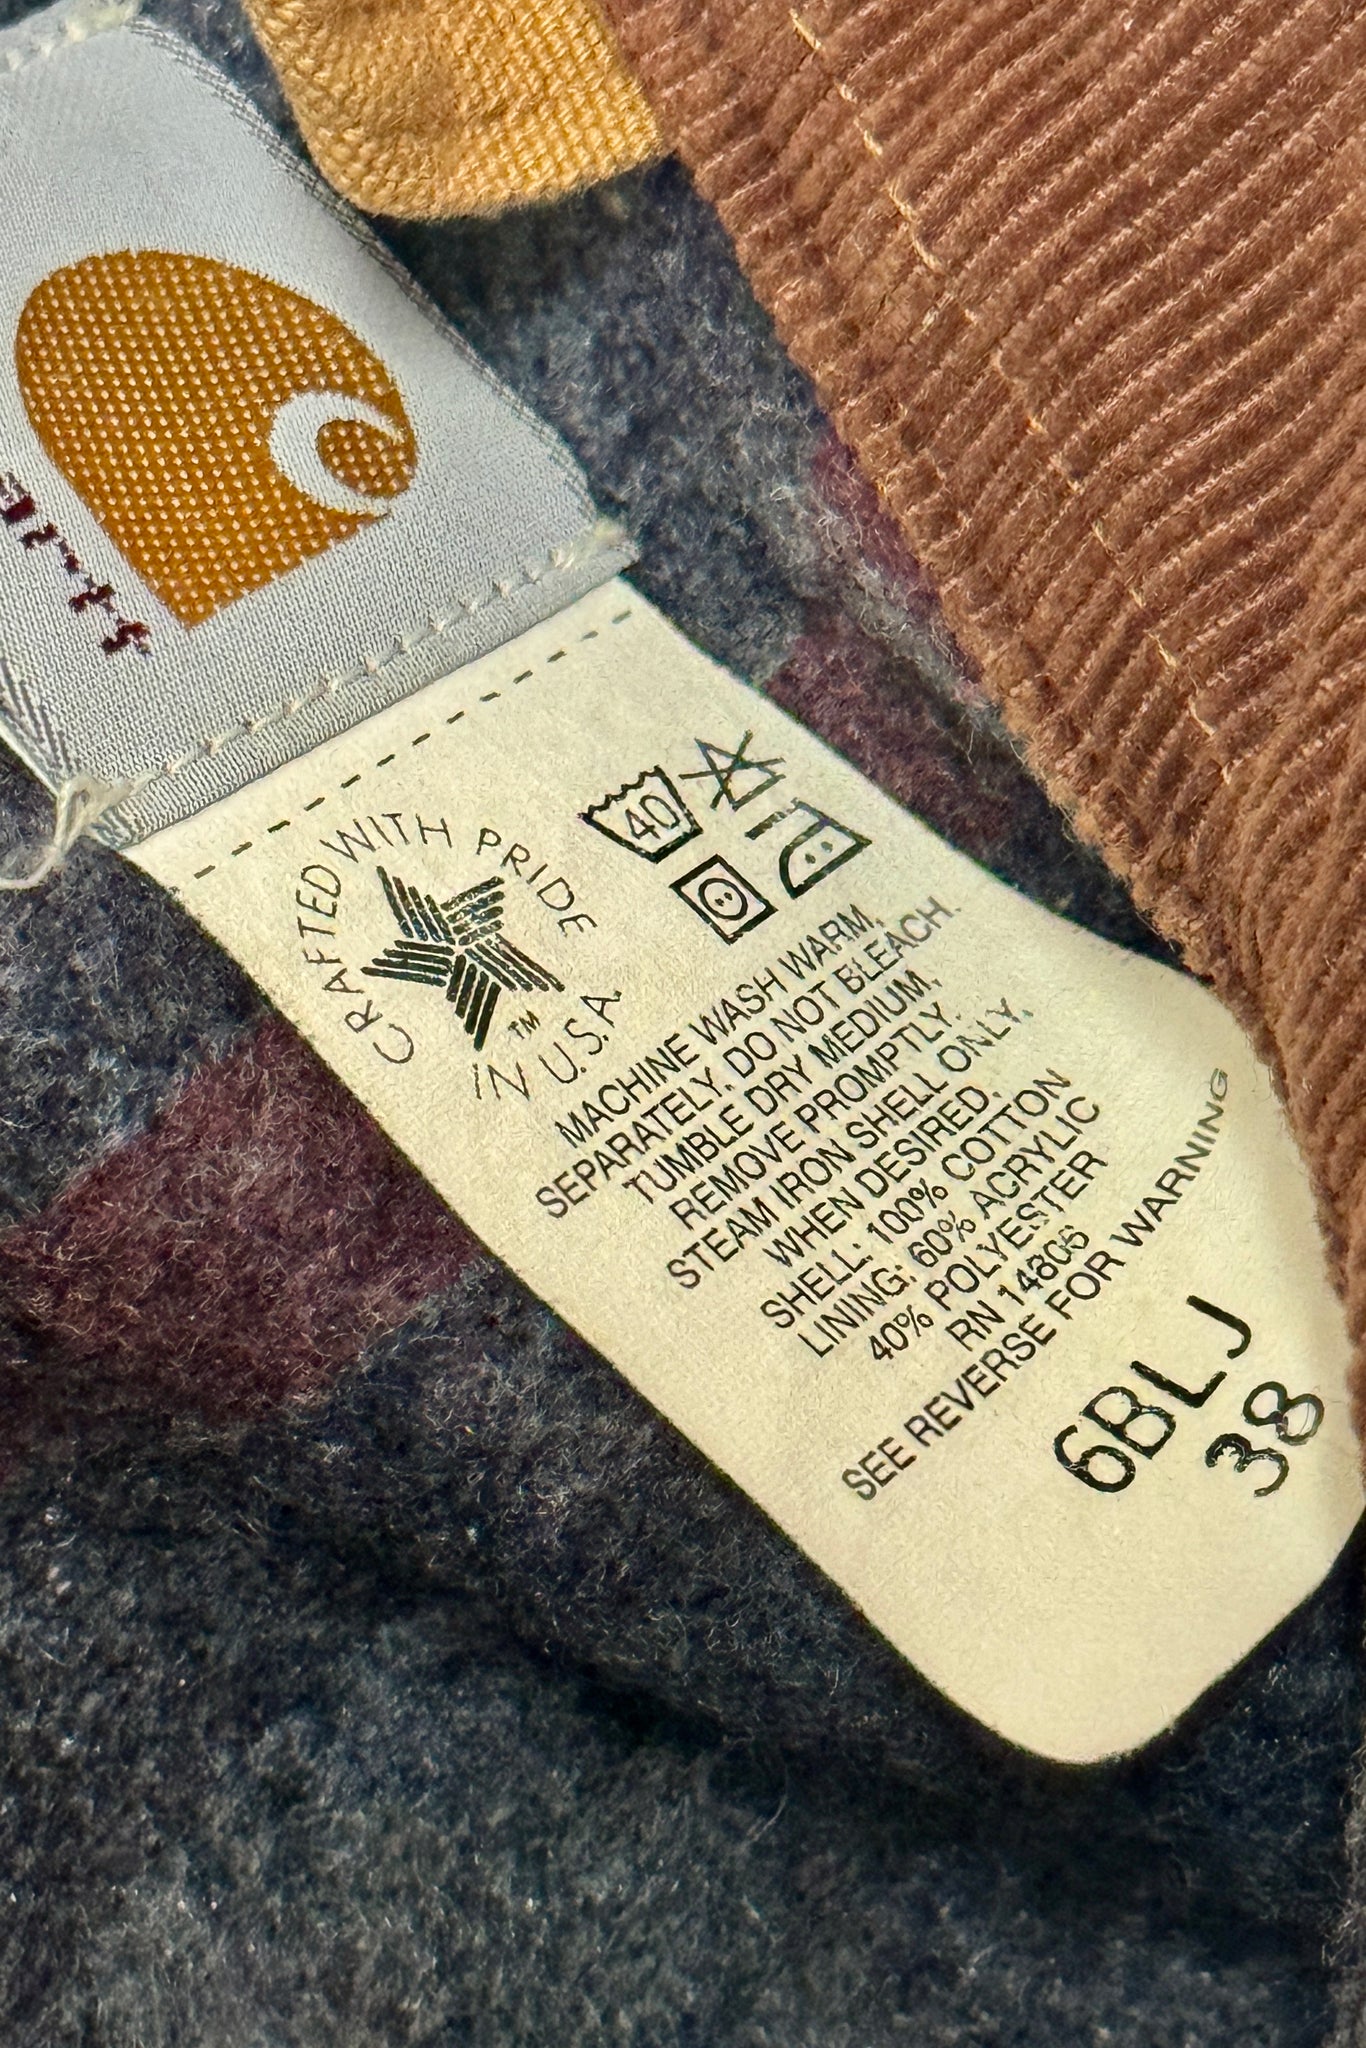 arтt
40
CRAFTED WITH PRIDE
™
IN U.S.A.
MACHINE WASH WARM,
SEPARATELY. DO NOT BLEACH.
TUMBLE DRY MEDIUM,
REMOVE PROMPTLY.
STEAM IRON SHELL ONLY,
WHEN DESIRED.
SHELL: 100% COTTON
LINING: 60% ACRYLIC
40% POLYESTER
RN 14806
SEE REVERSE FOR WARNING
6BLJ
38